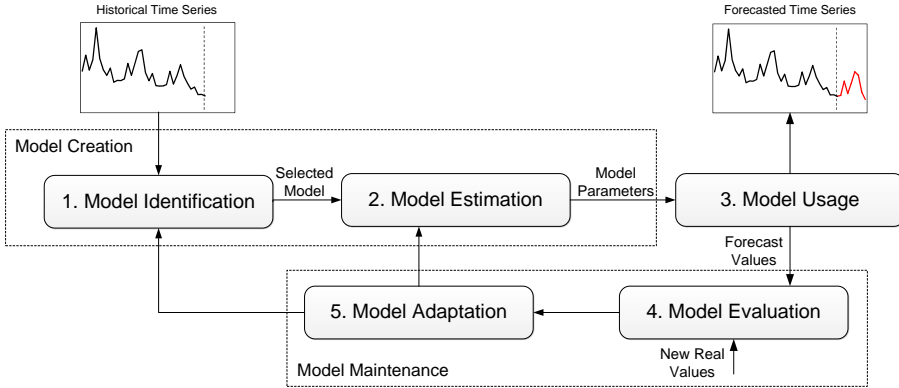 Historical Time Series
Forecasted Time Series
Model Creation
1. Model Identification
Selected
Model
2. Model Estimation
Model
Parameters
3. Model Usage
Forecast
Values
5. Model Adaptation
4. Model Evaluation
New Real
Values
Model Maintenance